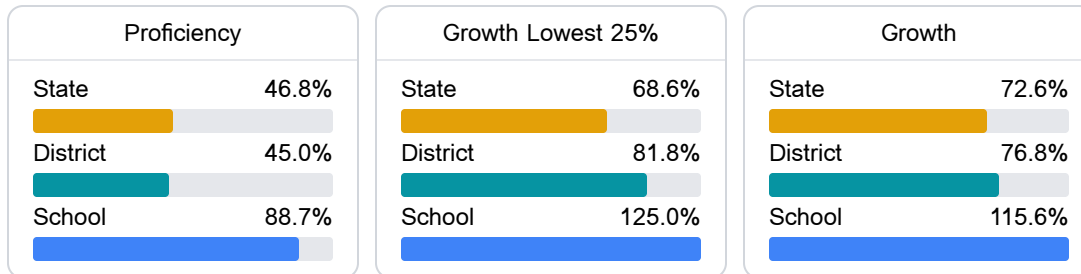 Proficiency
State 46.8%
District 45.0%
School 88.7%
Growth Lowest 25%
State 68.6%
District 81.8%
School 125.0%
Growth
State 72.6%
District 76.8%
School 115.6%